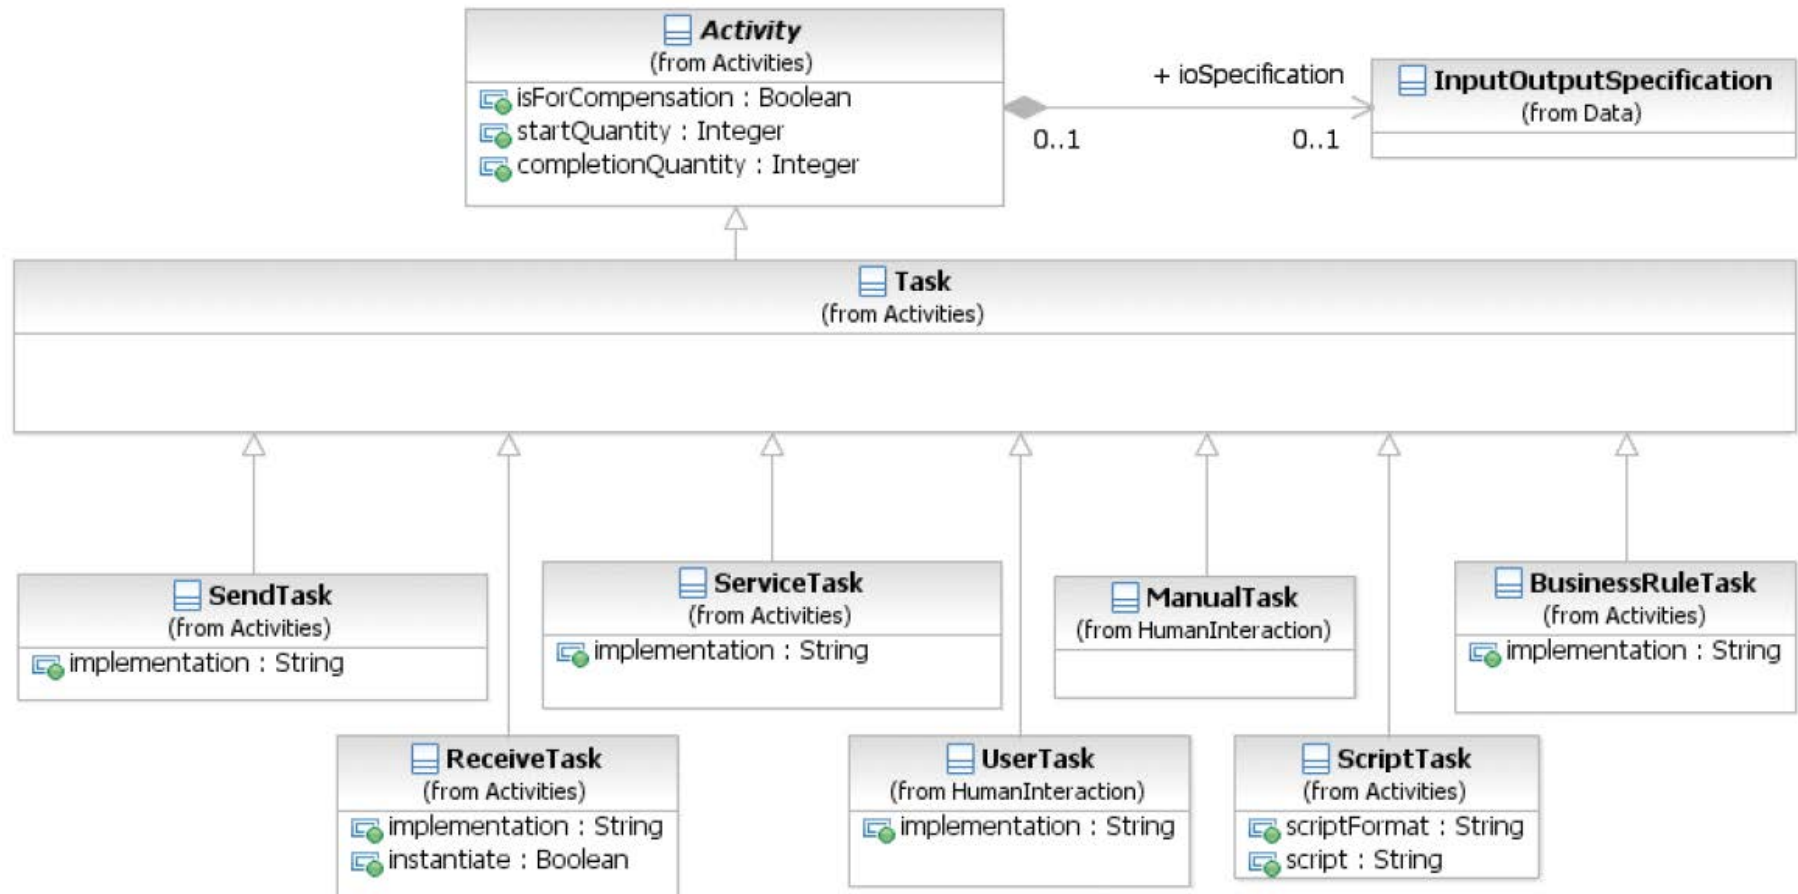 Activity
(from Activities)
isForCompensation : Boolean
startQuantity : Integer
completionQuantity : Integer
+ ioSpecification
0..1
0..1
InputOutputSpecification
(from Data)
Task
(from Activities)
SendTask
(from Activities)
implementation : String
ServiceTask
(from Activities)
implementation : String
ManualTask
(from HumanInteraction)
BusinessRuleTask
(from Activities)
implementation : String
ReceiveTask
(from Activities)
implementation : String
instantiate : Boolean
UserTask
(from HumanInteraction)
implementation : String
ScriptTask
(from Activities)
scriptFormat : String
script : String